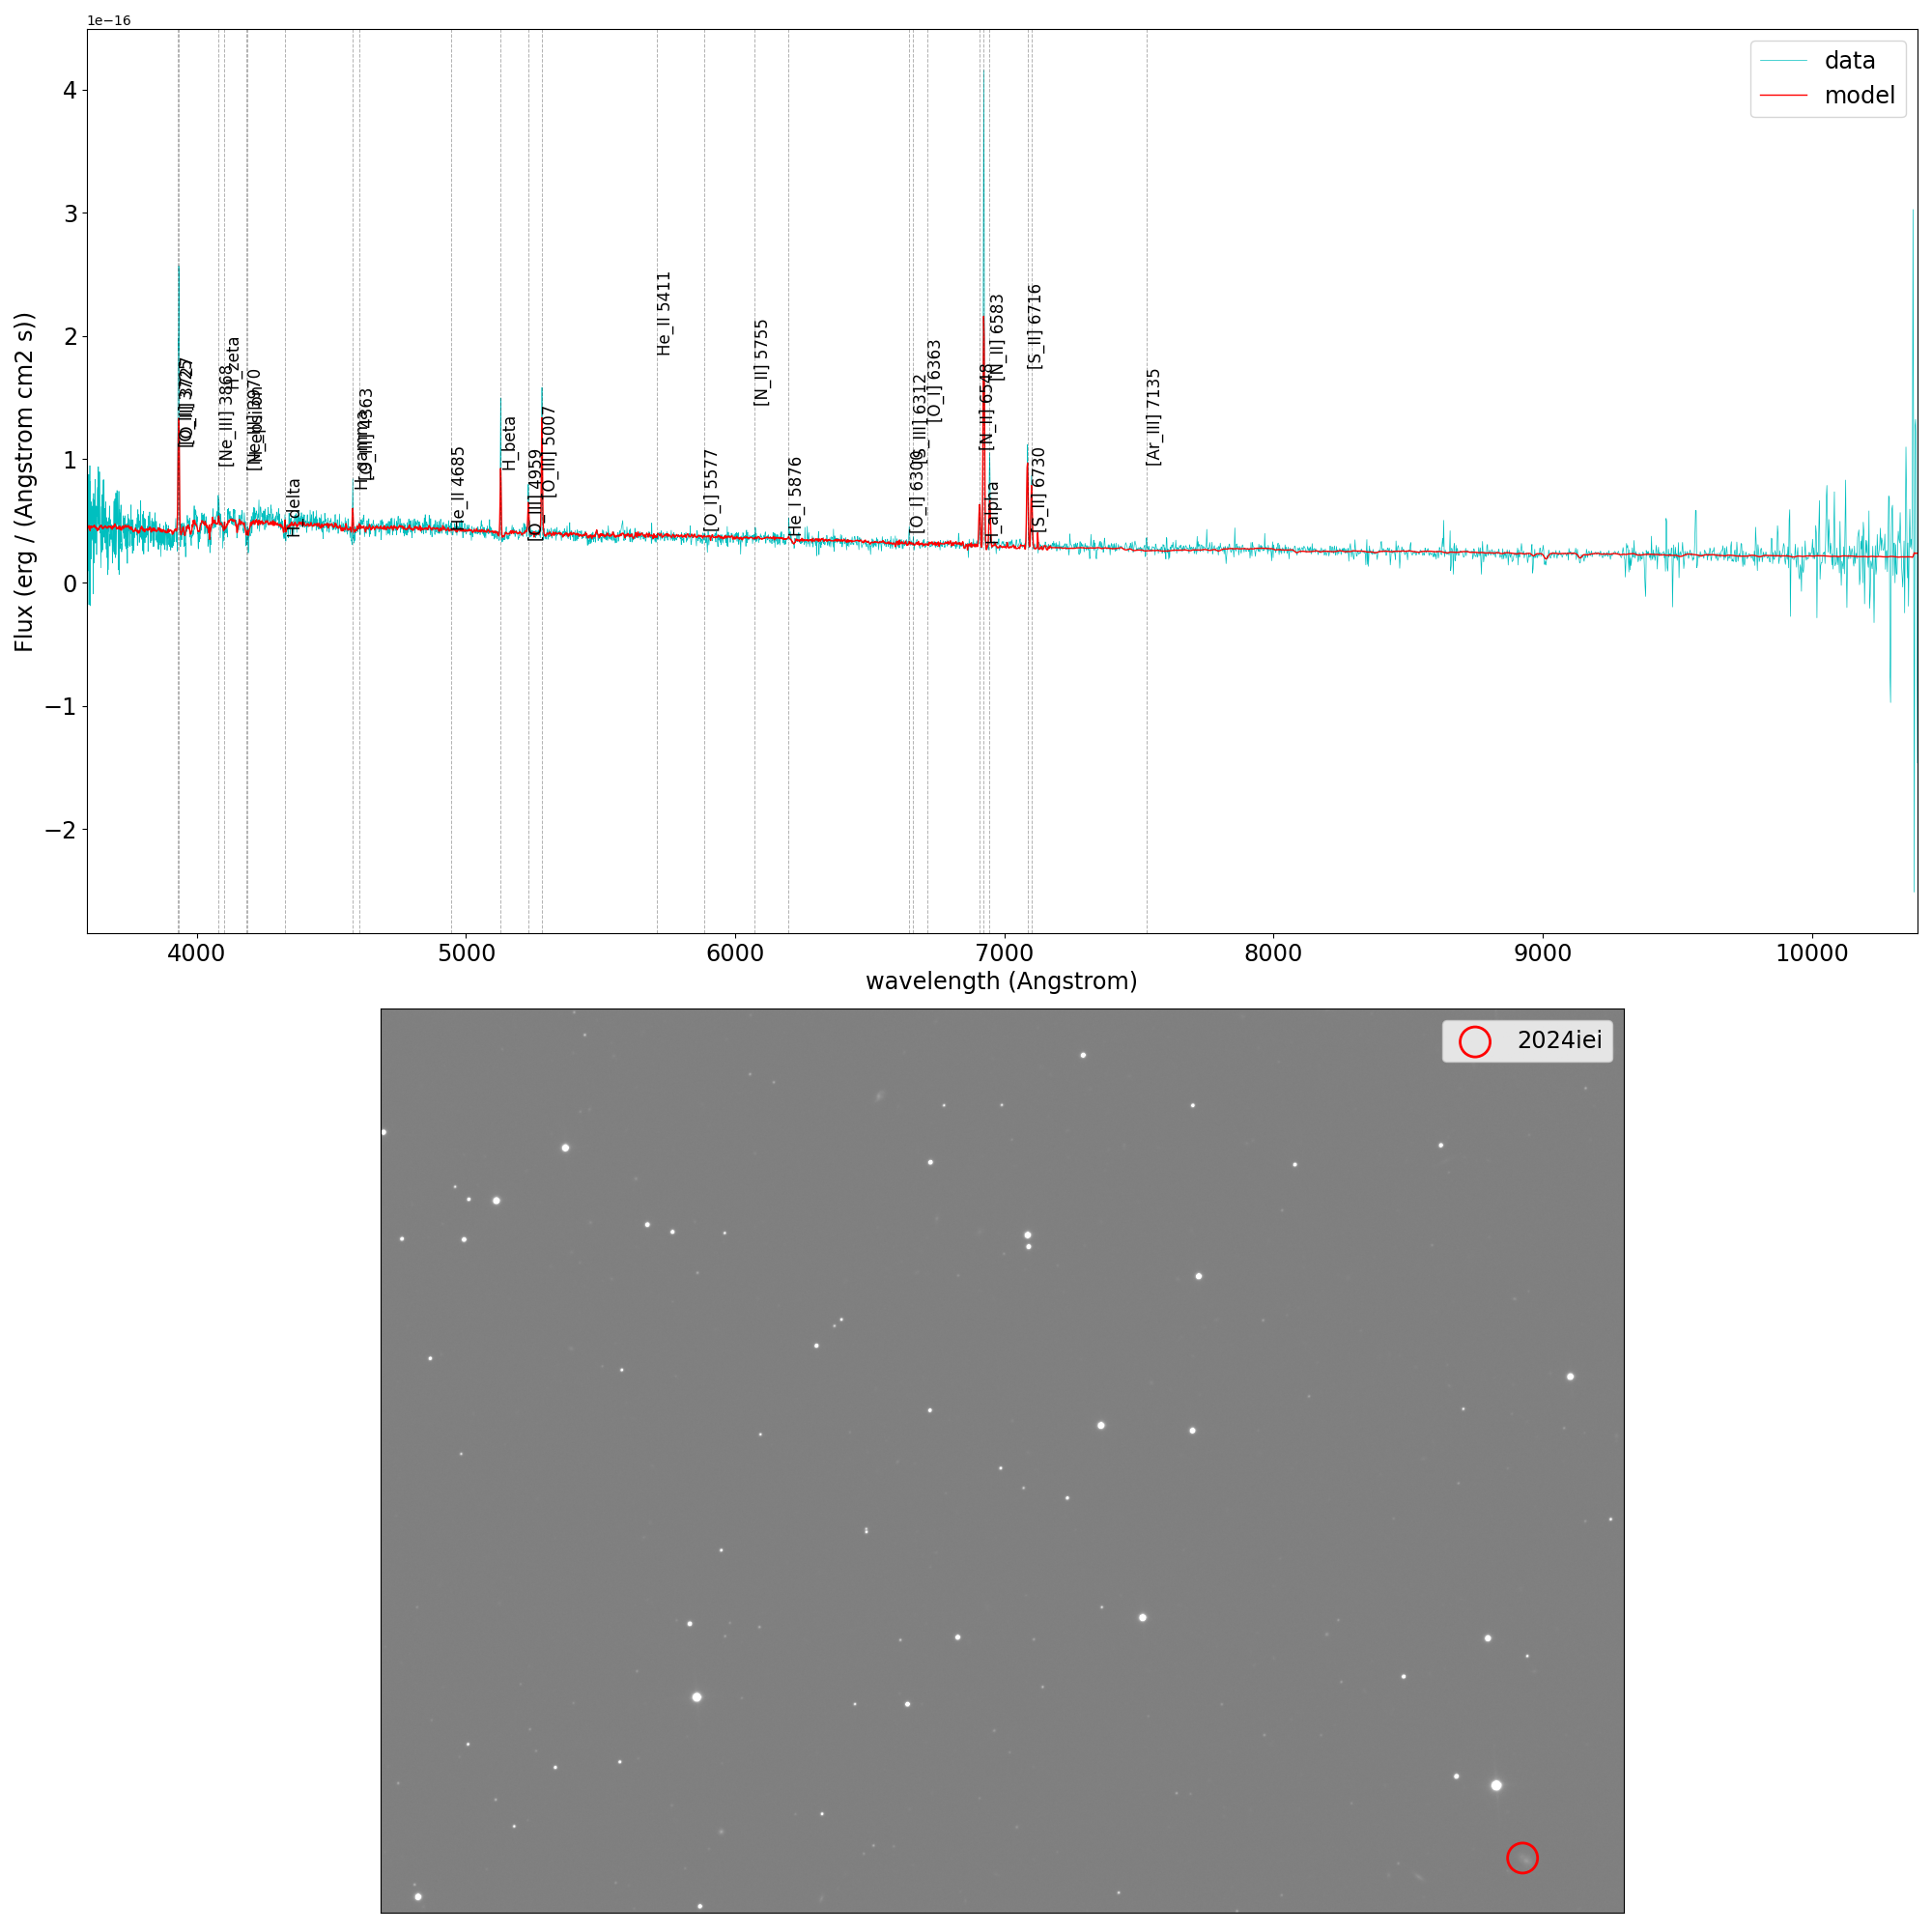 1e−16
Flux (erg / (Angstrom cm2 s))
4
3
2
1
0
−1
−2
data
model
[O_II] 3727
[Ne_III] 3868
H_zeta
H_epsilon
H_delta
[O_III] 4363
He_II 4685
H_beta
[O_III] 4959
[O_III] 5007
He_II 5411
[O_I] 5577
[N_II] 5755
He_I 5876
[O_I] 6300
[S_III] 6312
[O_I] 6363
[N_II] 6548
H_alpha
[N_II] 6583
[S_II] 6716
[S_II] 6730
[Ar_III] 7135
4000 5000 6000 7000 8000 9000 10000
wavelength (Angstrom)
2024iei